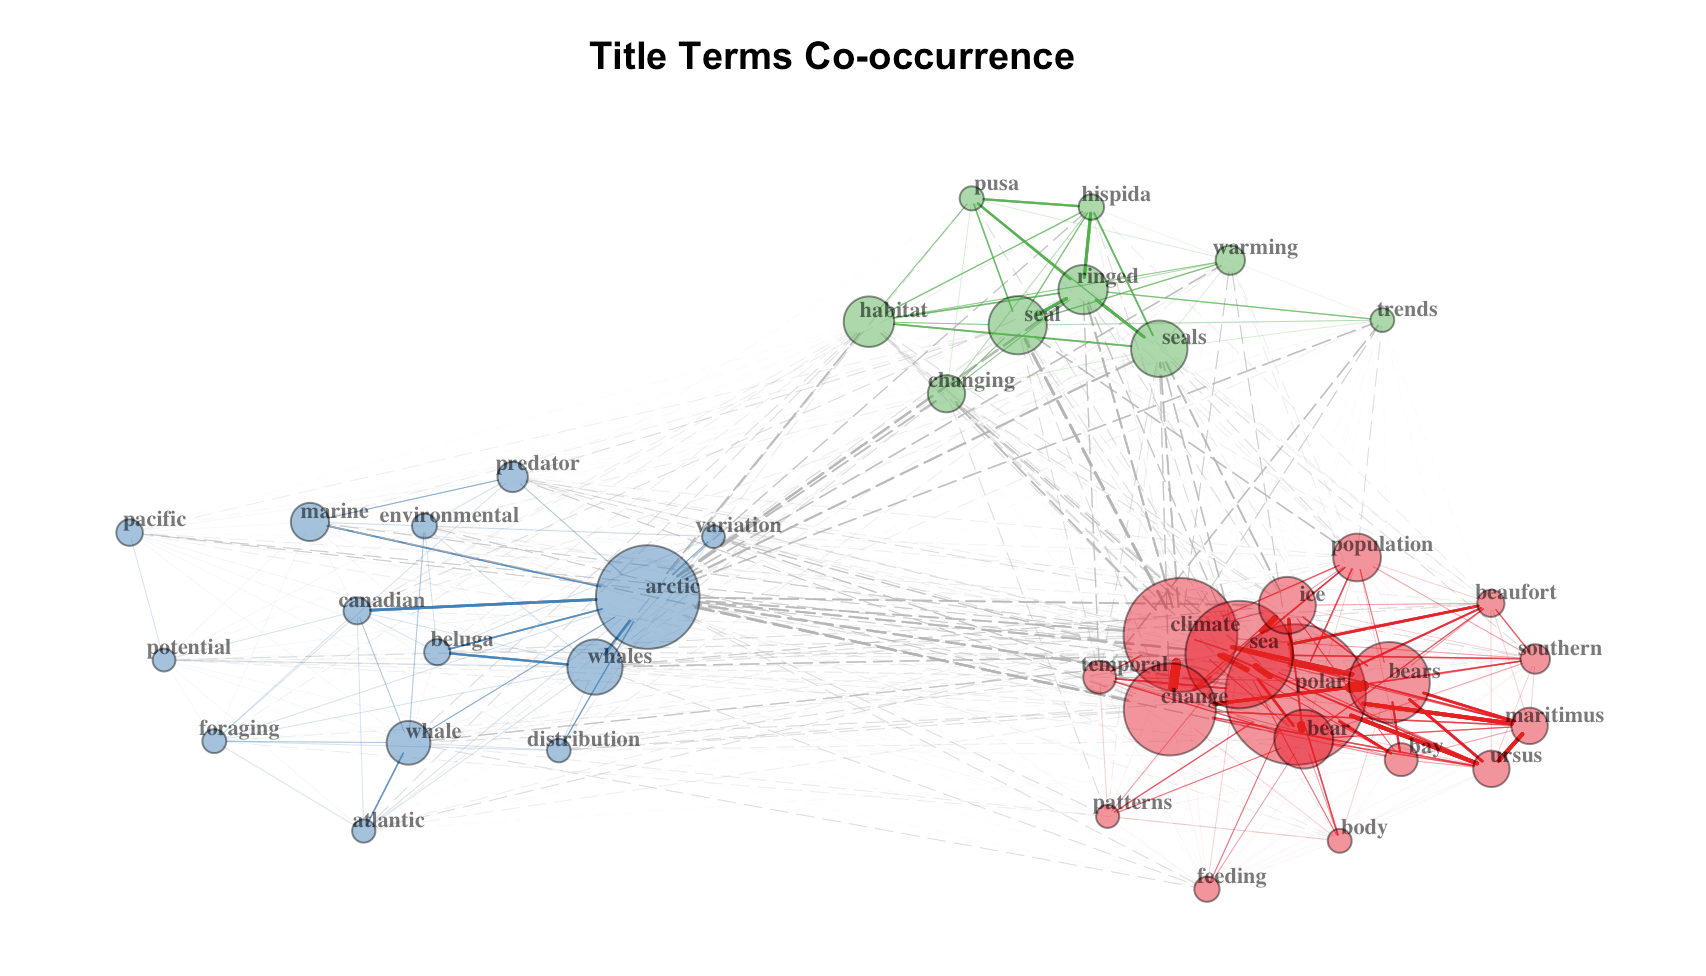 Title Terms Co-occurrence
pusa
hispida
warming
ringed
habitat
seal
trends
seals
changing
predator
marine
environmental
pacific
variation
arctic
canadian
beluga
potential
whales
foraging
whale
distribution
atlantic
population
ice
beaufort
climate
sea
southern
temporal
bears
polar
change
maritimus
bear
bay
ursus
patterns
body
feeding